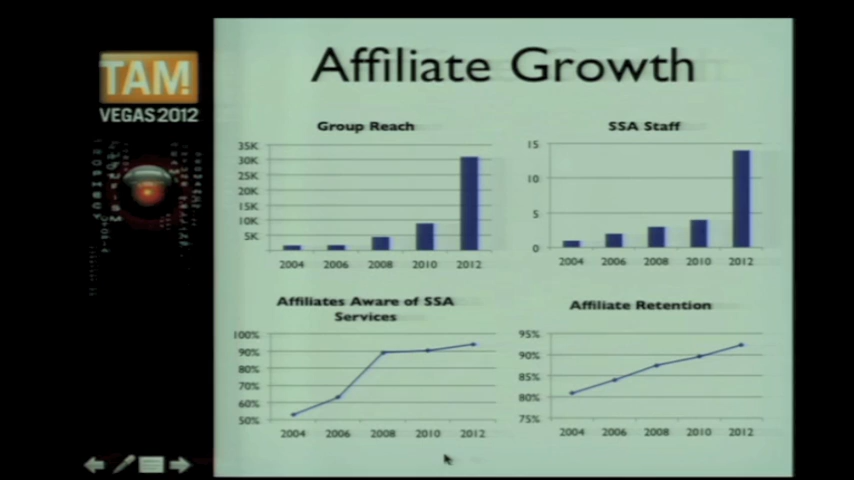 TAM!
VEGAS 2012
Affiliate Growth
Group Reach
35K
30K
25K
20K
15K
10K
5K
2004 2006 2008 2010 2012
SSA Staff
15
10
5
0
2004 2006 2008 2010 2012
Affiliates Aware of SSA
Services
100%
90%
80%
70%
60%
50%
2004 2006 2008 2010 2012
Affiliate Retention
95%
90%
85%
80%
75%
2004 2006 2008 2010 2012